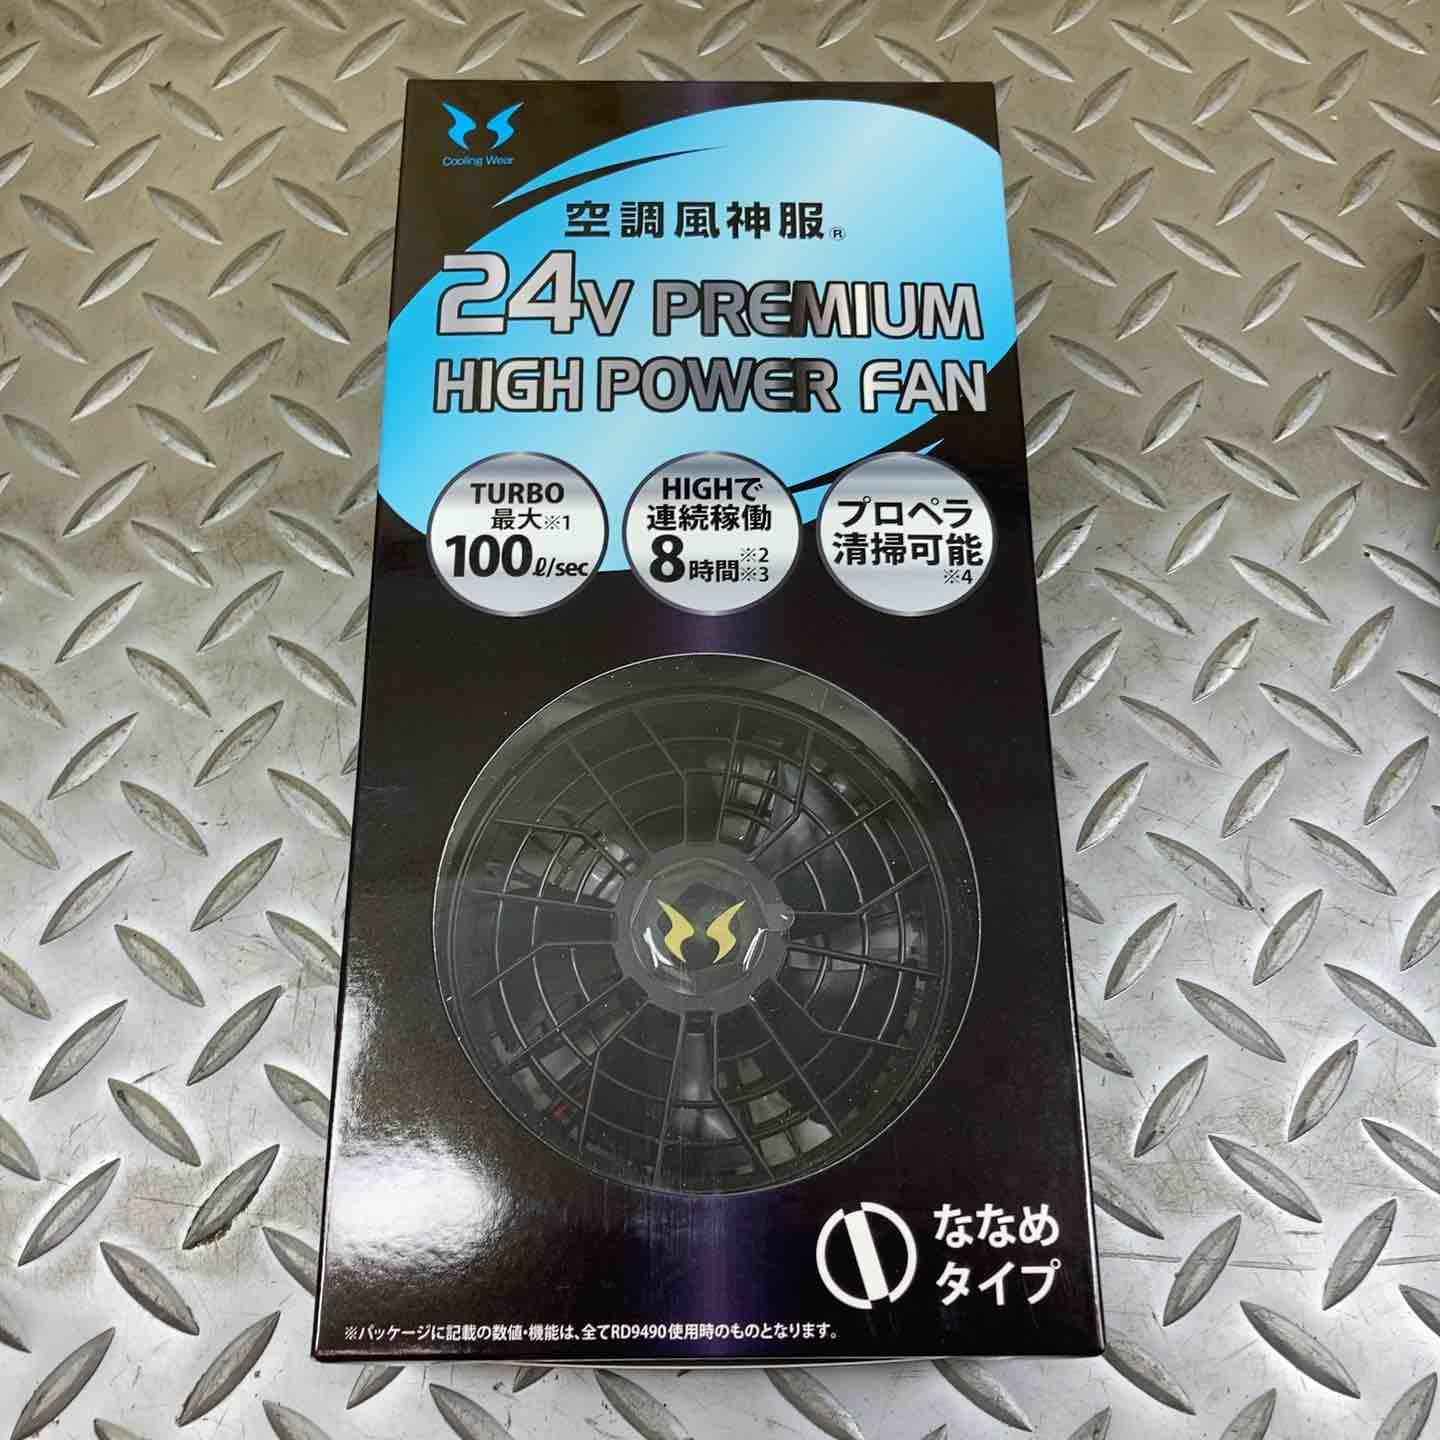 Cooling Wear
空調風神服®
24V PREMIUM
HIGH POWER FAN
TURBO
最大※1
100ℓ/sec
HIGHで
連続稼働
8時間※2
※3
プロペラ
清掃可能
※4
ななめ
タイプ
※パッケージに記載の数値・機能は、全てRD9490使用時のものとなります。